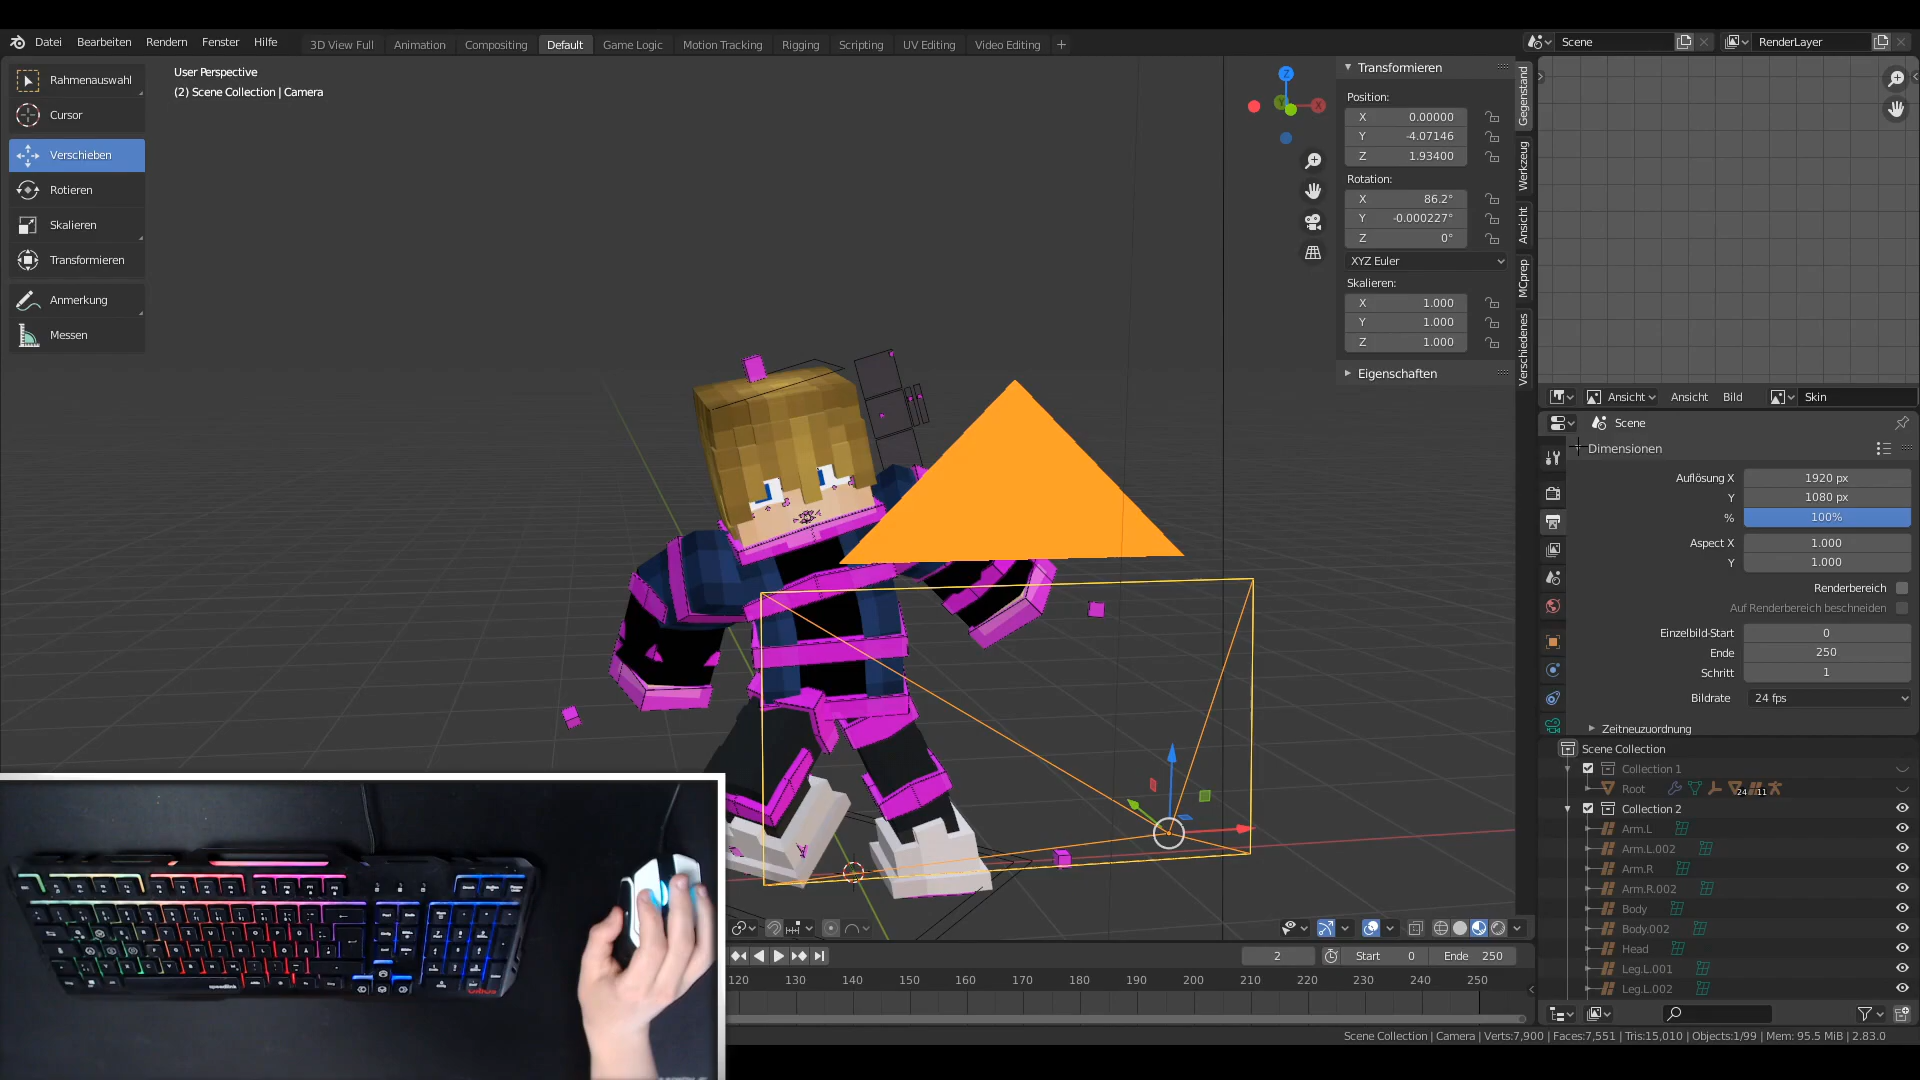 Datei Bearbeiten Rendern Fenster Hilfe
3D View Full Animation Compositing Default Game Logic Motion Tracking Rigging Scripting UV Editing Video Editing +
Scene
RenderLayer
Rahmenauswahl
Cursor
Verschieben
Rotieren
Skalieren
Transformieren
Anmerkung
Messen
User Perspective
(2) Scene Collection | Camera
Z
Y
X
Transformieren
Position:
X 0.00000
Y -4.07146
Z 1.93400
Rotation:
X 86.2°
Y -0.000227°
Z 0°
XYZ Euler
Skalieren:
X 1.000
Y 1.000
Z 1.000
Eigenschaften
Gegenstand
Werkzeug
Ansicht
MCprep
Verschiedenes
Ansicht Ansicht Bild Skin
Scene
Dimensionen
Auflösung X 1920 px
Y 1080 px
% 100%
Aspect X 1.000
Y 1.000
Renderbereich
Auf Renderbereich beschneiden
Einzelbild-Start 0
Ende 250
Schritt 1
Bildrate 24 fps
Zeitneuzuordnung
Scene Collection
Collection 1
Root 24 11
Collection 2
Arm.L
Arm.L.002
Arm.R
Arm.R.002
Body
Body.002
Head
Leg.L.001
Leg.L.002
2 Start 0 Ende 250
120 130 140 150 160 170 180 190 200 210 220 230 240 250
Scene Collection | Camera | Verts:7,900 | Faces:7,551 | Tris:15,010 | Objects:1/99 | Mem: 95.5 MiB | 2.83.0
speedlink